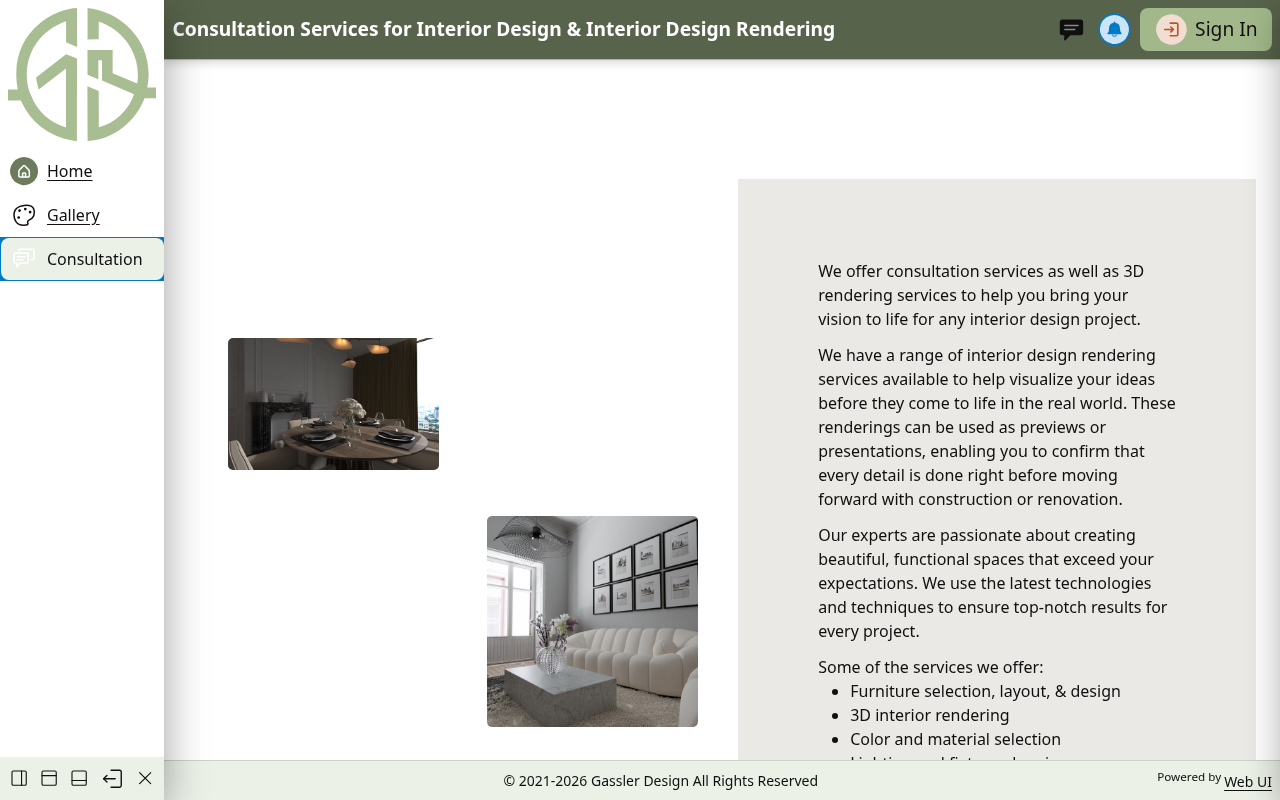 Consultation Services for Interior Design & Interior Design Rendering
Sign In
Home
Gallery
Consultation
We offer consultation services as well as 3D
rendering services to help you bring your
vision to life for any interior design project.
We have a range of interior design rendering
services available to help visualize your ideas
before they come to life in the real world. These
renderings can be used as previews or
presentations, enabling you to confirm that
every detail is done right before moving
forward with construction or renovation.
Our experts are passionate about creating
beautiful, functional spaces that exceed your
expectations. We use the latest technologies
and techniques to ensure top-notch results for
every project.
Some of the services we offer:
Furniture selection, layout, & design
3D interior rendering
Color and material selection
© 2021-2026 Gassler Design All Rights Reserved
Powered by Web UI